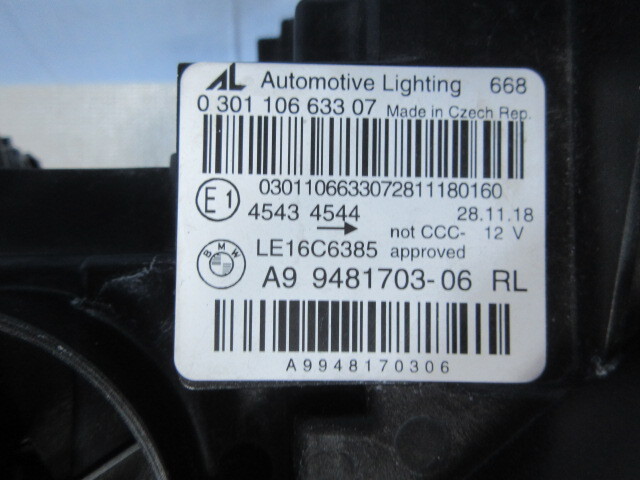 AL Automotive Lighting 668
0 301 106 633 07 Made in Czech Rep.
0301106633072811180160
E1 4543 4544 28.11.18
not CCC- 12 V
BMW LE16C6385 approved
A9 9481703-06 RL
A9948170306